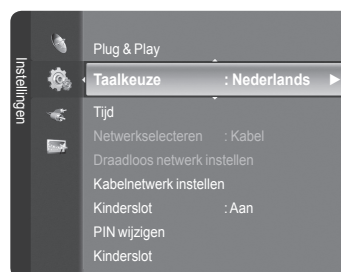 Instellingen
Plug & Play
Taalkeuze : Nederlands
Tijd
Netwerkselecteren : Kabel
Draadloos netwerk instellen
Kabelnetwerk instellen
Kinderslot : Aan
PIN wijzigen
Kinderslot